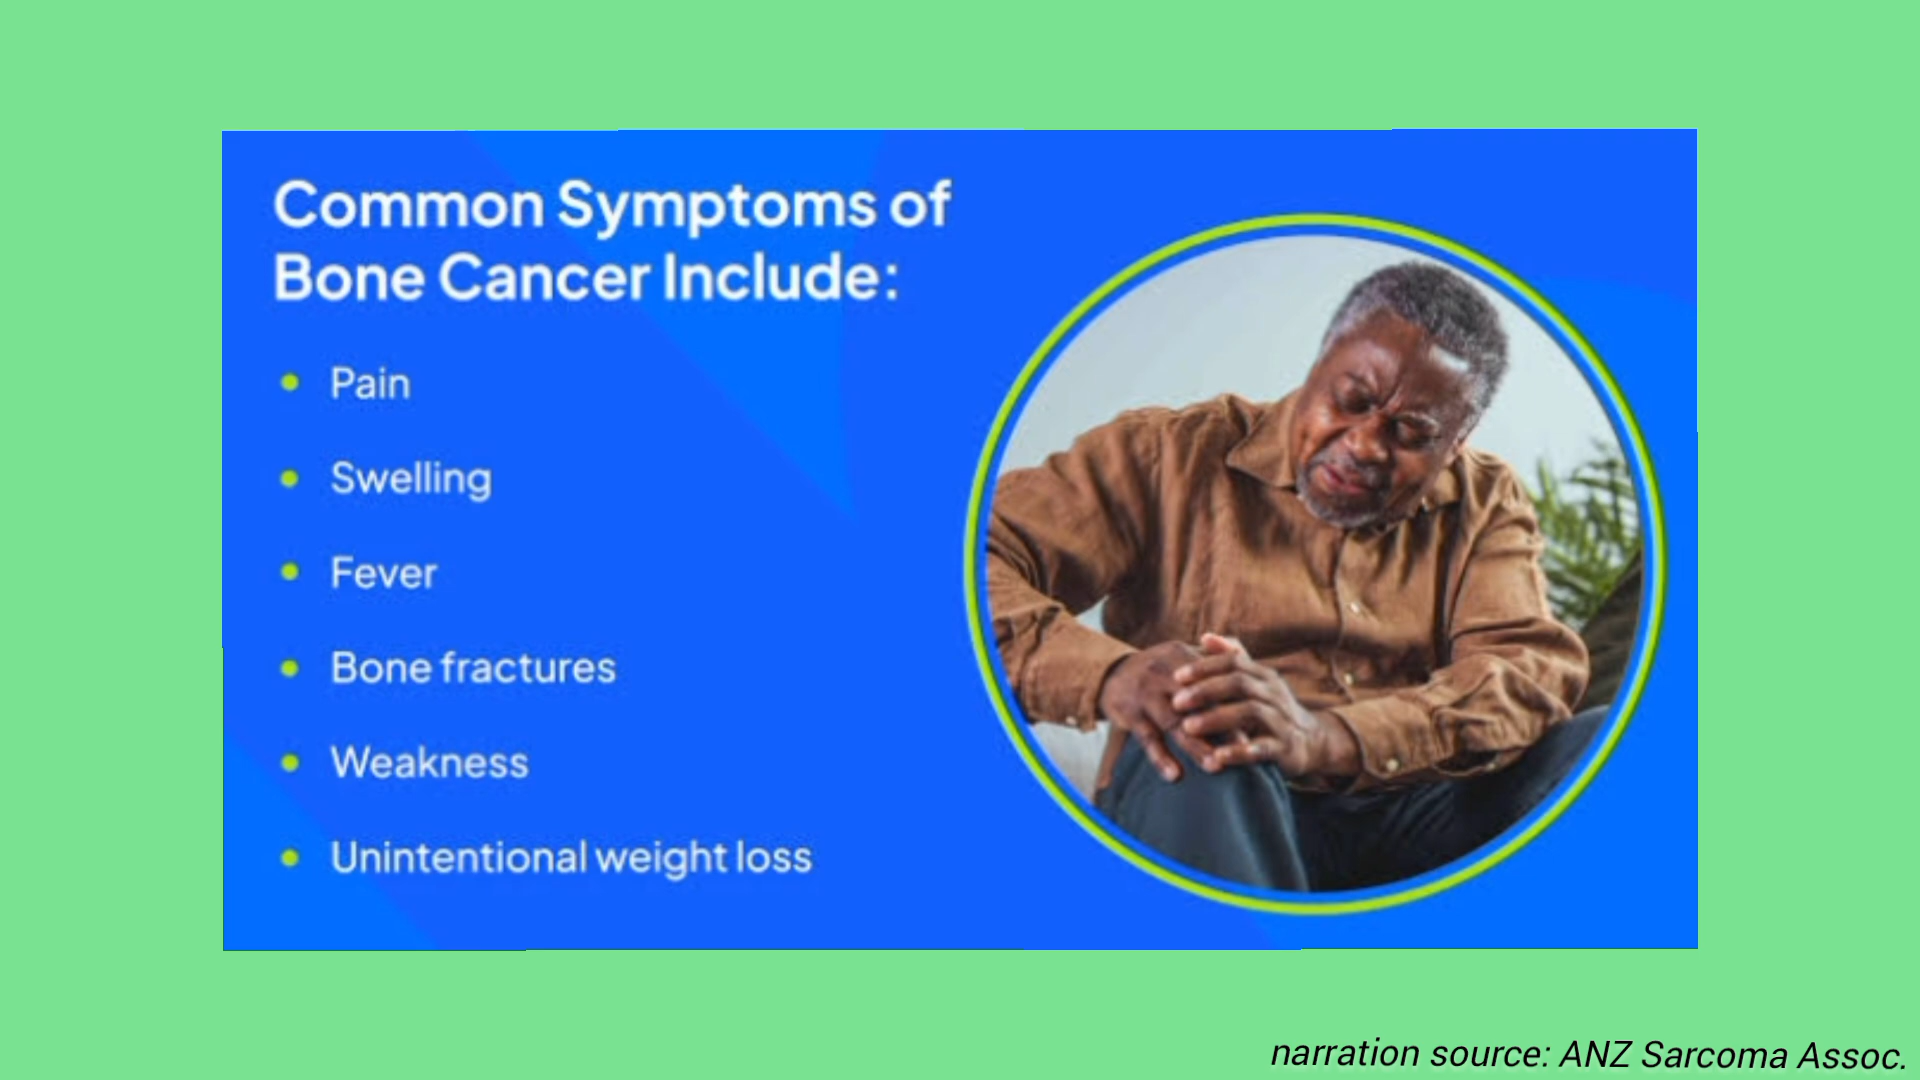 Common Symptoms of
Bone Cancer Include:
Pain
Swelling
Fever
Bone fractures
Weakness
Unintentional weight loss
narration source: ANZ Sarcoma Assoc.